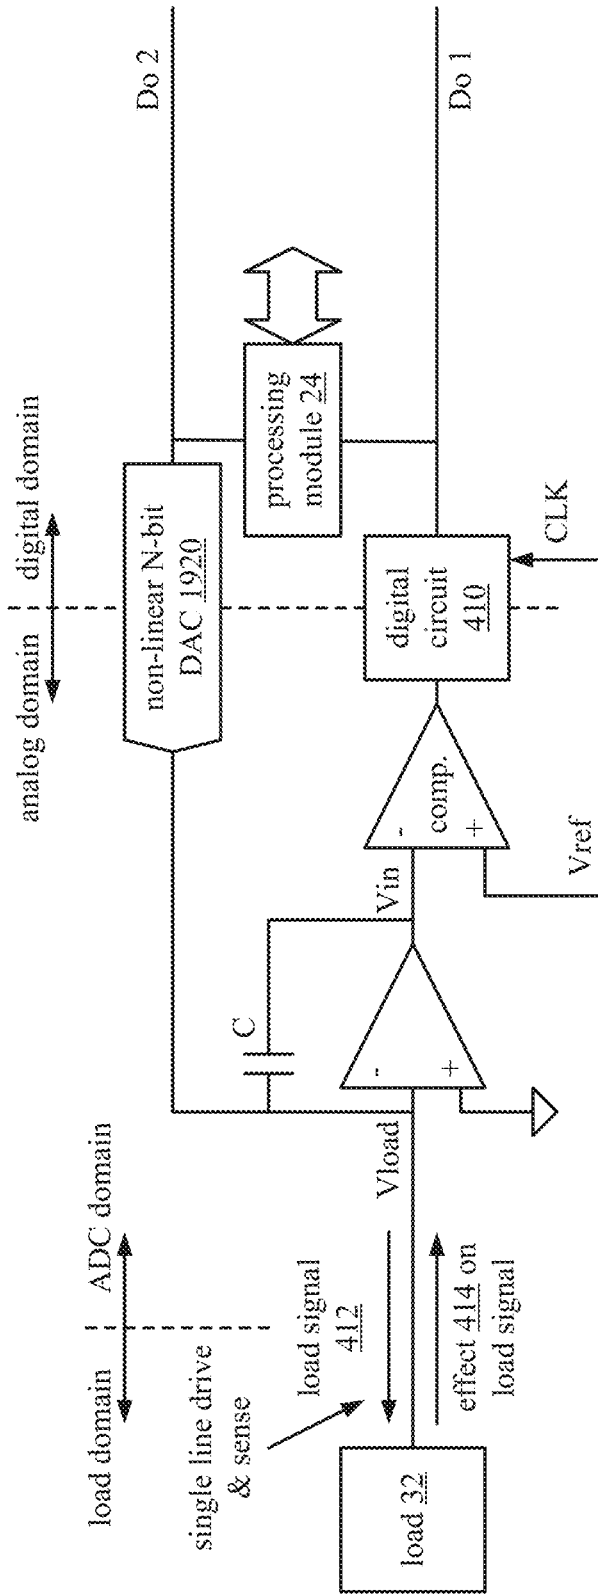 load domain
ADC domain
analog domain
digital domain
single line drive
& sense
C
non-linear N-bit
DAC 1920
Do 2
load signal
412
processing
module 24
load 32
Vload
-
+
Vin
-
comp.
+
digital
circuit
410
Do 1
effect 414 on
load signal
Vref
CLK